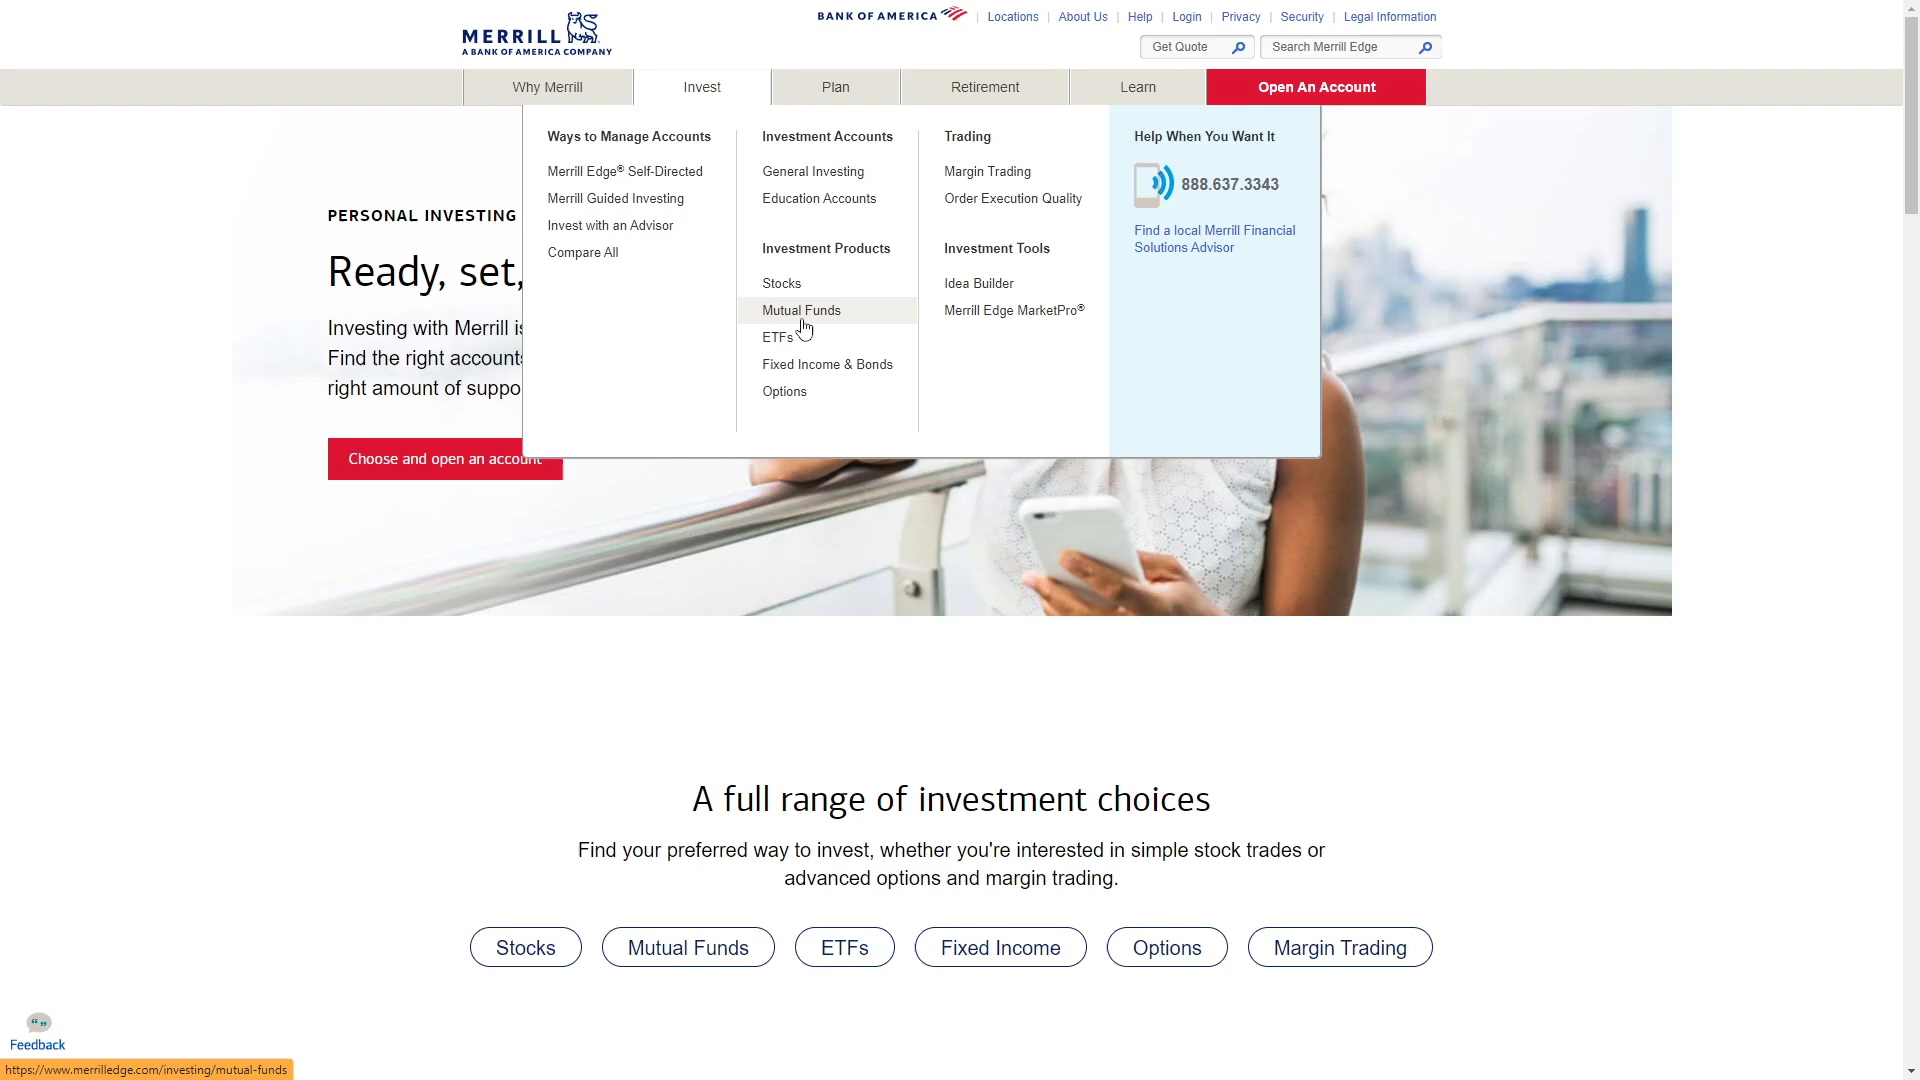 MERRILL
A BANK OF AMERICA COMPANY
BANK OF AMERICA
Locations
About Us
Help
Login
Privacy
Security
Legal Information
Get Quote
Search Merrill Edge
Why Merrill
Invest
Plan
Retirement
Learn
Open An Account
Ways to Manage Accounts
Merrill Edge® Self-Directed
Merrill Guided Investing
Invest with an Advisor
Compare All
Investment Accounts
General Investing
Education Accounts
Investment Products
Stocks
Mutual Funds
ETFs
Fixed Income & Bonds
Options
Trading
Margin Trading
Order Execution Quality
Investment Tools
Idea Builder
Merrill Edge MarketPro®
Help When You Want It
888.637.3343
Find a local Merrill Financial
Solutions Advisor
PERSONAL INVESTING
Ready, set,
Investing with Merrill
Find the right
right amount of
Choose and open an account
A full range of investment choices
Find your preferred way to invest, whether you're interested in simple stock trades or
advanced options and margin trading.
Stocks
Mutual Funds
ETFs
Fixed Income
Options
Margin Trading
Feedback
https://www.merrilledge.com/investing/mutual-funds